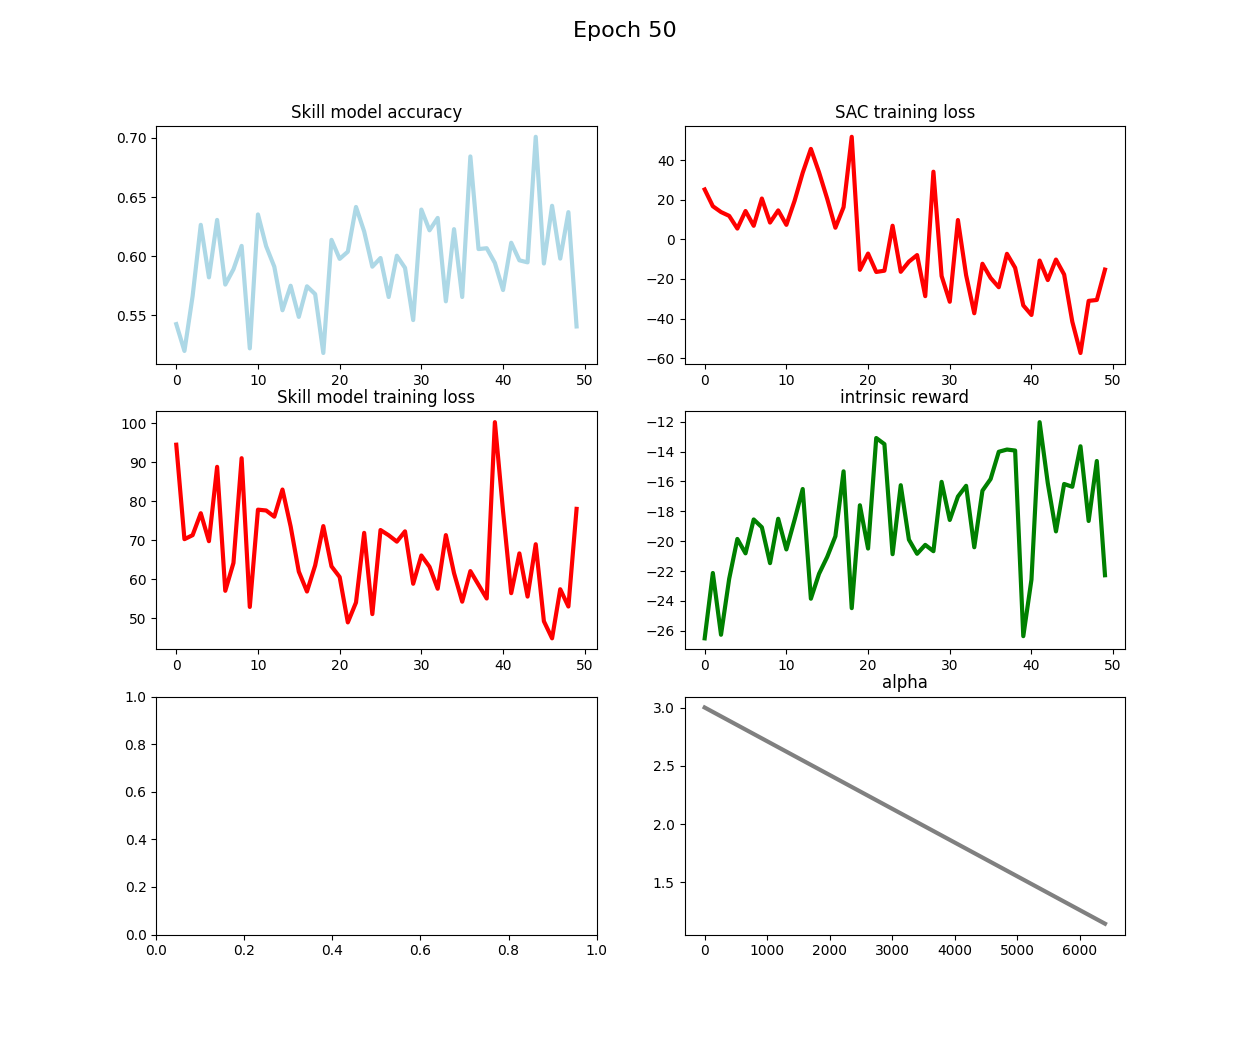 Epoch 50
Skill model accuracy
0.70
0.65
0.60
0.55
0 10 20 30 40 50
SAC training loss
40
20
0
−20
−40
−60
0 10 20 30 40 50
Skill model training loss
100
90
80
70
60
50
0 10 20 30 40 50
intrinsic reward
−12
−14
−16
−18
−20
−22
−24
−26
0 10 20 30 40 50
1.0
0.8
0.6
0.4
0.2
0.0
0.0 0.2 0.4 0.6 0.8 1.0
alpha
3.0
2.5
2.0
1.5
0 1000 2000 3000 4000 5000 6000